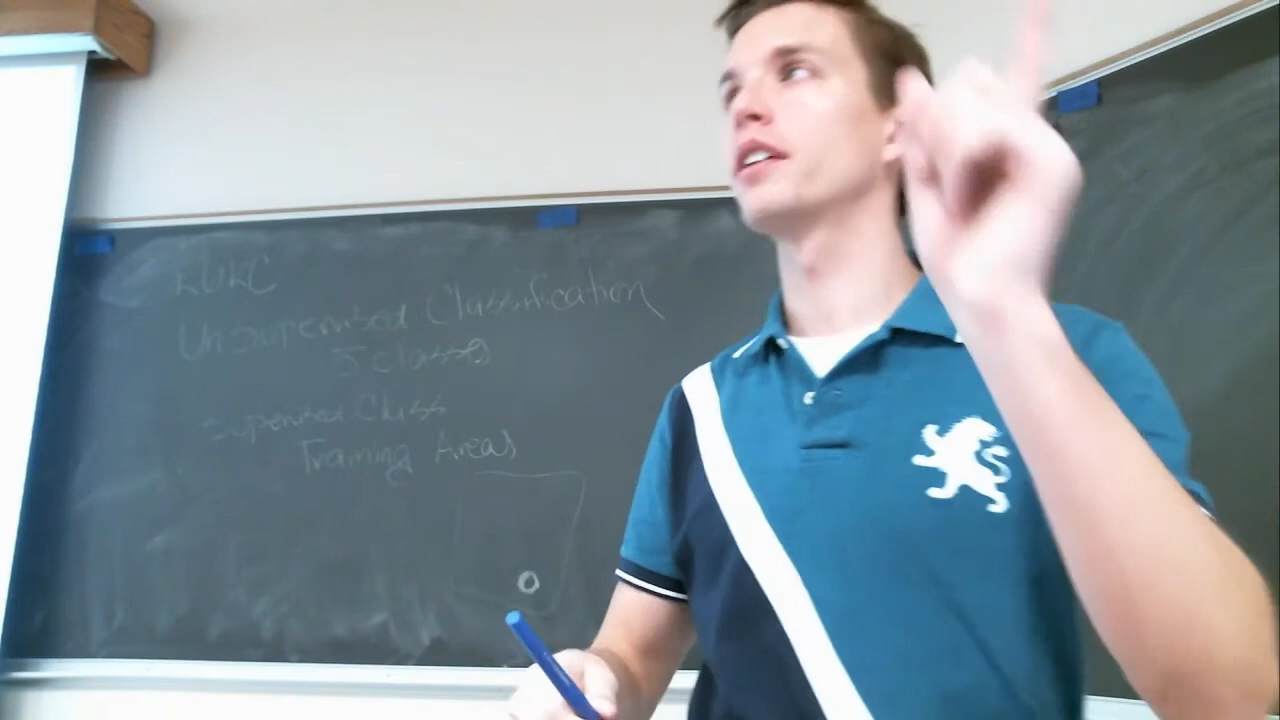 LULC
Unsupervised Classification
5 classes
Supervised Class
Training Areas